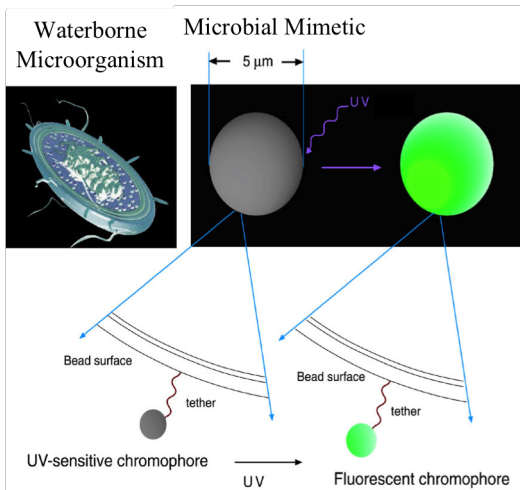 Waterborne
Microorganism
Microbial Mimetic
5 μm
UV
Bead surface
tether
UV-sensitive chromophore
UV
Bead surface
tether
Fluorescent chromophore